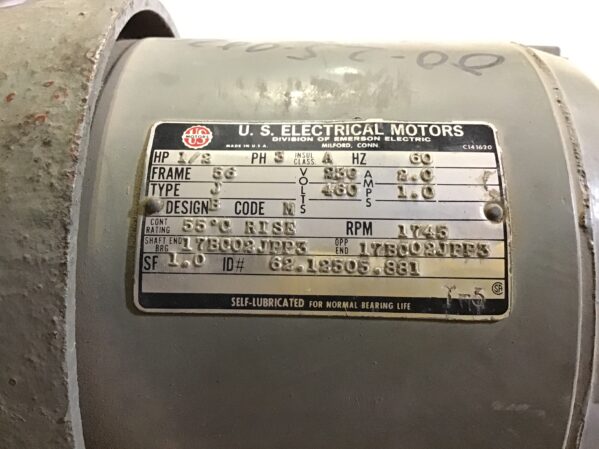 U. S. ELECTRICAL MOTORS
DIVISION OF EMERSON ELECTRIC
MADE IN U.S.A. MILFORD, CONN C141620
US
MOTORS
HP 1/2 PH 3 INSUL CLASS A HZ 60
FRAME 56 VOLTS 230 AMPS 2.0
TYPE J 460 1.0
DESIGN B CODE M
CONT RATING 55°C RISE RPM 1745
SHAFT END BRG 17BC02JPP3 OPP END 17BC02JPP3
SF 1.0 ID# 62.12505.881
SELF-LUBRICATED FOR NORMAL BEARING LIFE